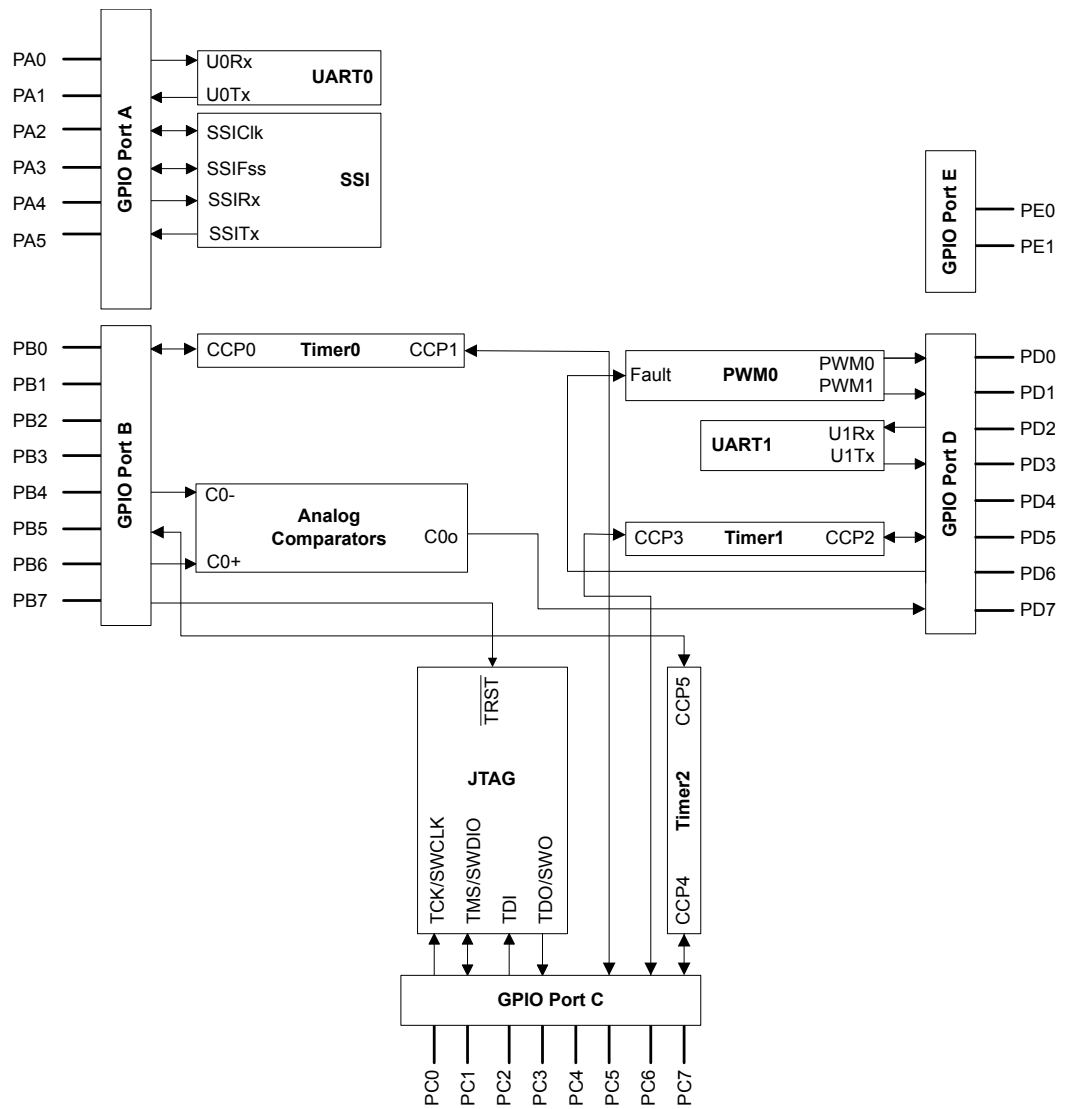 PA0
PA1
PA2
PA3
PA4
PA5
GPIO Port A
U0Rx
U0Tx
UART0
SSIClk
SSIFss
SSIRx
SSITx
SSI
GPIO Port E
PE0
PE1
PB0
PB1
PB2
PB3
PB4
PB5
PB6
PB7
GPIO Port B
CCP0
Timer0
CCP1
C0-
C0+
Analog
Comparators
C0o
Fault
PWM0
PWM0
PWM1
UART1
U1Rx
U1Tx
CCP3
Timer1
CCP2
GPIO Port D
PD0
PD1
PD2
PD3
PD4
PD5
PD6
PD7
TRST
JTAG
TCK/SWCLK
TMS/SWDIO
TDI
TDO/SWO
CCP5
Timer2
CCP4
GPIO Port C
PC0
PC1
PC2
PC3
PC4
PC5
PC6
PC7